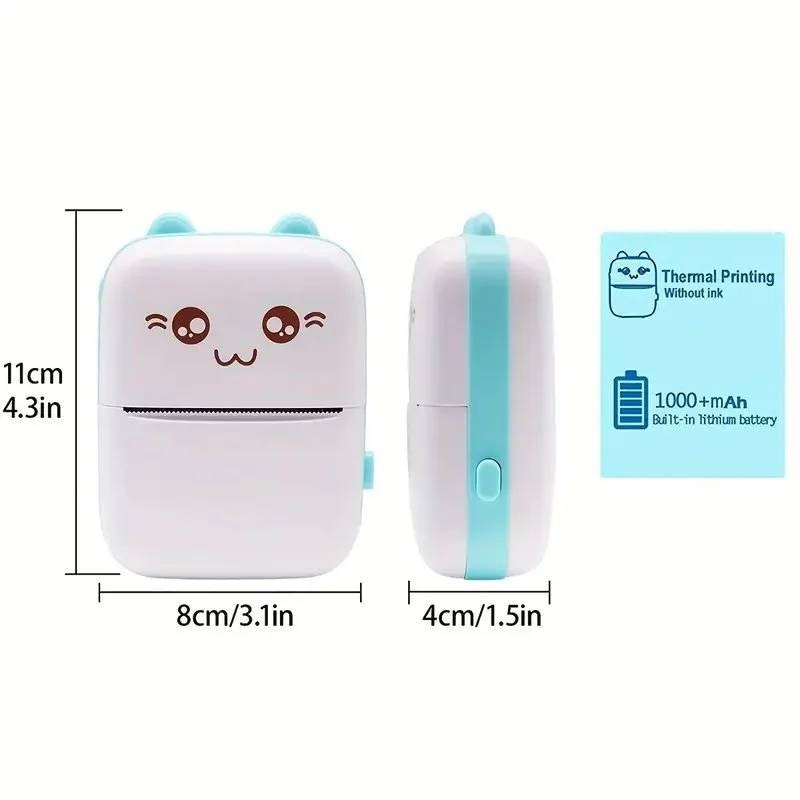 11cm
4.3in
8cm/3.1in
4cm/1.5in
Thermal Printing
Without ink
1000+mAh
Built-in lithium battery